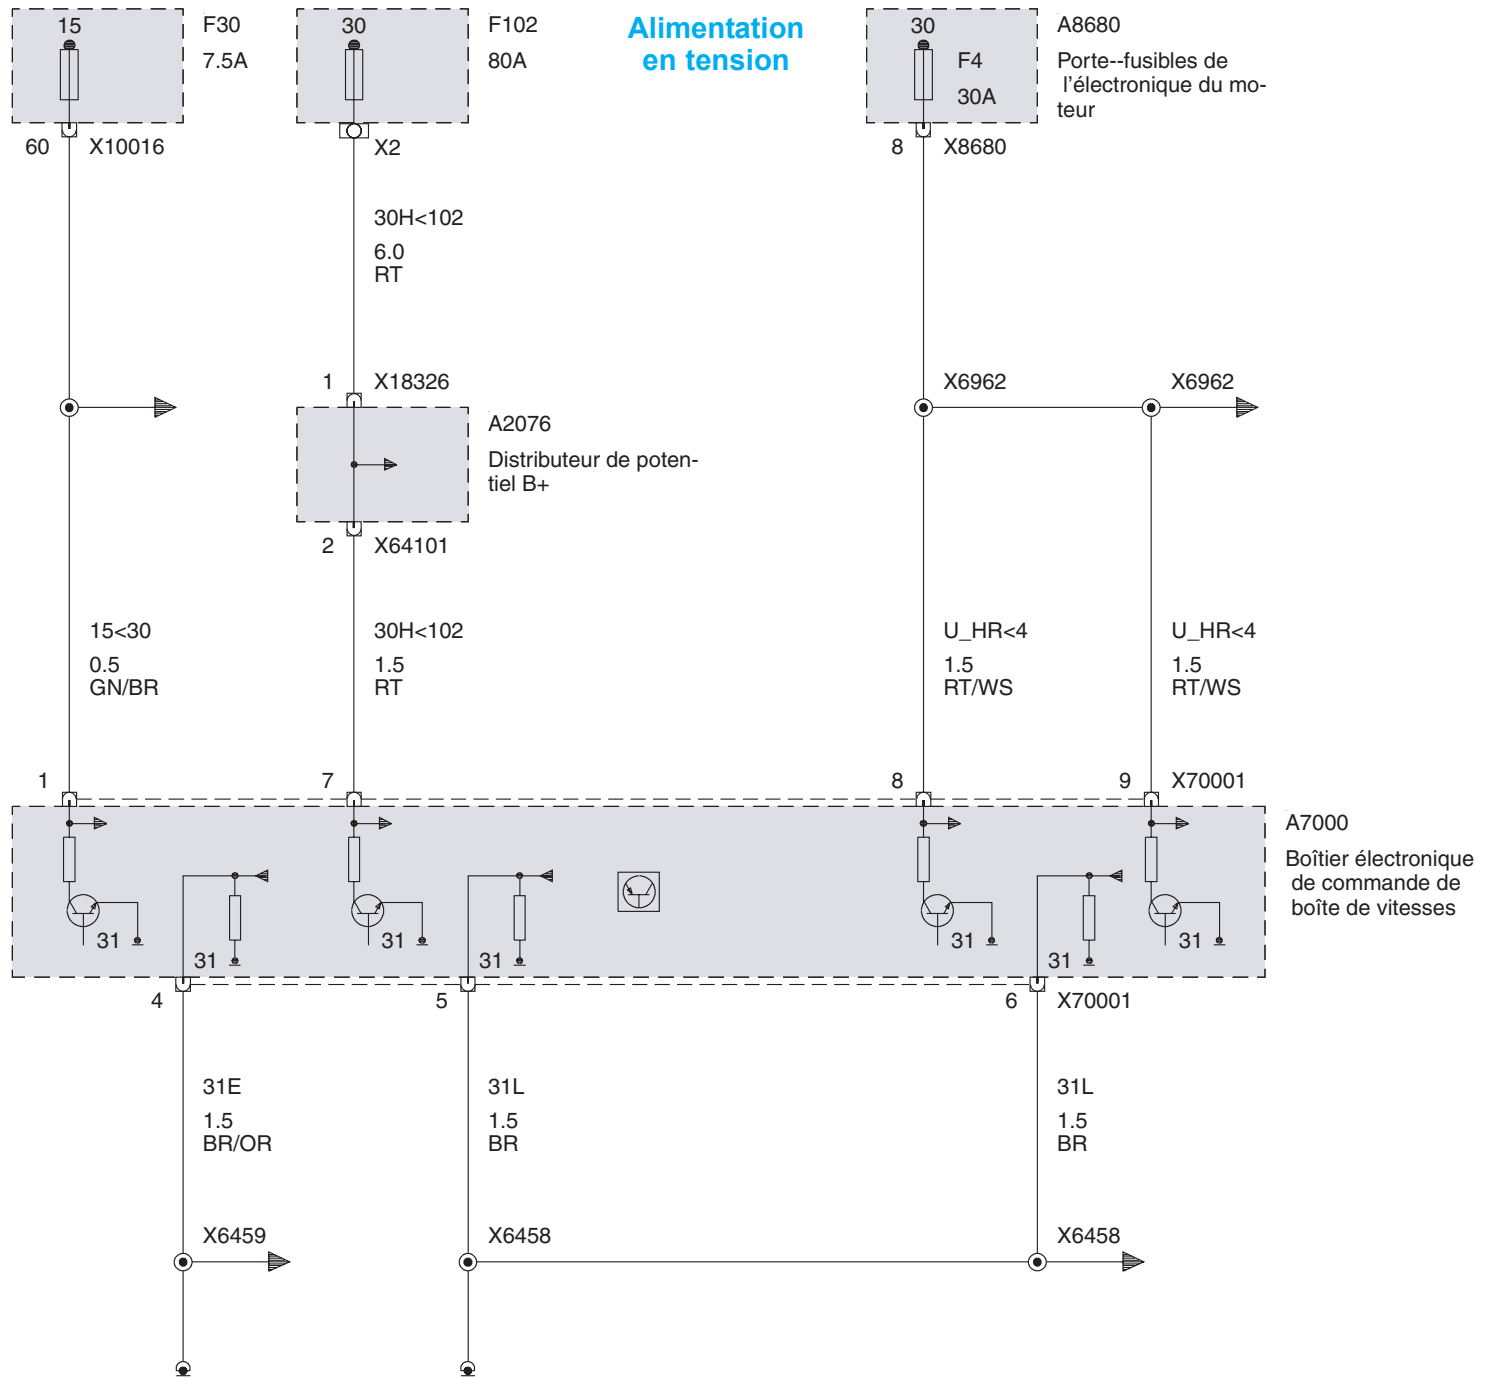 15
F30
7.5A
30
F102
80A
Alimentation
en tension
30
F4
30A
A8680
Porte--fusibles de
l'électronique du mo-
teur
60
X10016
X2
8
X8680
30H<102
6.0
RT
1
X18326
X6962
X6962
A2076
Distributeur de poten-
tiel B+
2
X64101
15<30
0.5
GN/BR
30H<102
1.5
RT
U_HR<4
1.5
RT/WS
U_HR<4
1.5
RT/WS
1
7
8
9
X70001
A7000
Boîtier électronique
de commande de
boîte de vitesses
31
31
31
31
31
31
31
4
5
6
X70001
31E
1.5
BR/OR
31L
1.5
BR
31L
1.5
BR
X6459
X6458
X6458